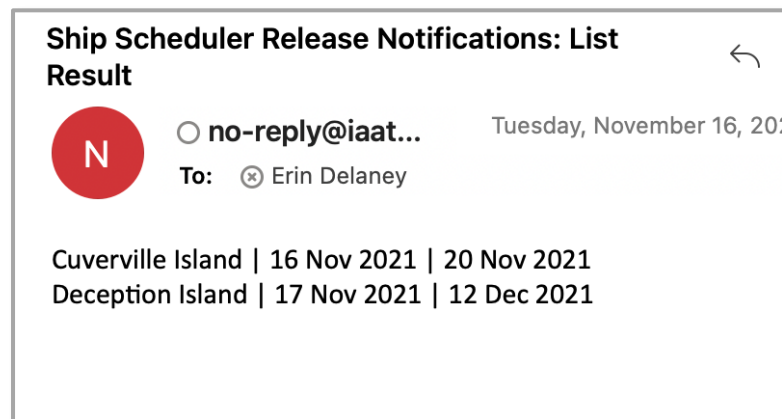 Ship Scheduler Release Notifications: List
Result
N
no-reply@iaat...
Tuesday, November 16, 202
To: Erin Delaney
Cuverville Island | 16 Nov 2021 | 20 Nov 2021
Deception Island | 17 Nov 2021 | 12 Dec 2021